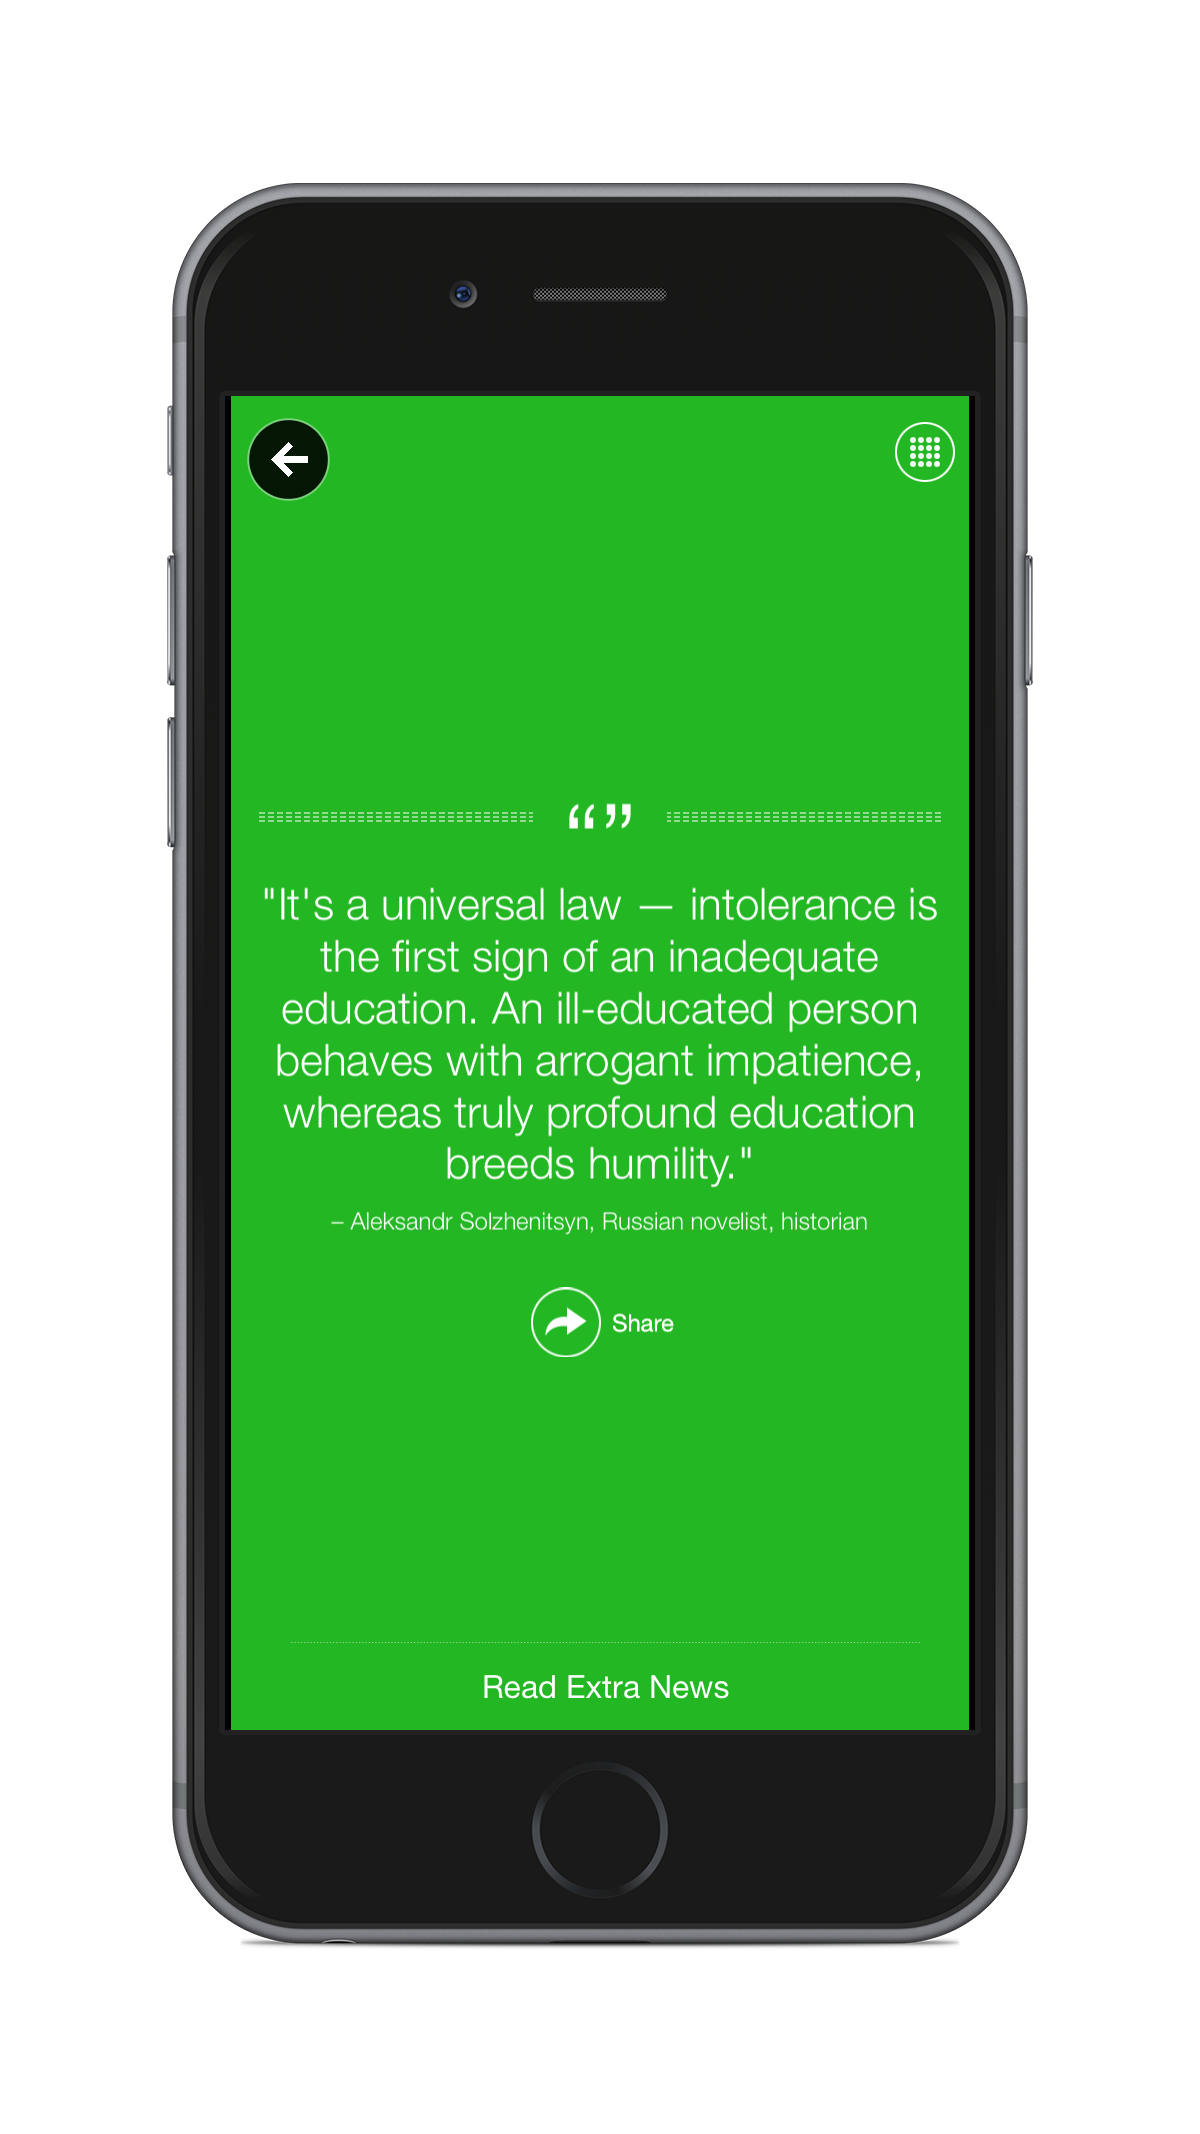 “”
"It's a universal law — intolerance is
the first sign of an inadequate
education. An ill-educated person
behaves with arrogant impatience,
whereas truly profound education
breeds humility."
– Aleksandr Solzhenitsyn, Russian novelist, historian
Share
Read Extra News